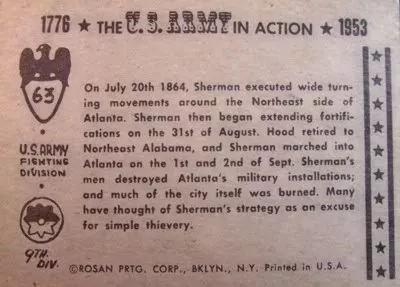 1776 ★ THE U.S. ARMY IN ACTION ★ 1953
63
U.S. ARMY
FIGHTING
DIVISION
9TH.
DIV.
On July 20th 1864, Sherman executed wide turn-
ing movements around the Northeast side of
Atlanta. Sherman then began extending fortifi-
cations on the 31st of August. Hood retired to
Northeast Alabama, and Sherman marched into
Atlanta on the 1st and 2nd of Sept. Sherman's
men destroyed Atlanta's military installations;
and much of the city itself was burned. Many
have thought of Sherman's strategy as an excuse
for simple thievery.
©ROSAN PRTG. CORP., BKLYN., N.Y. Printed in U.S.A.